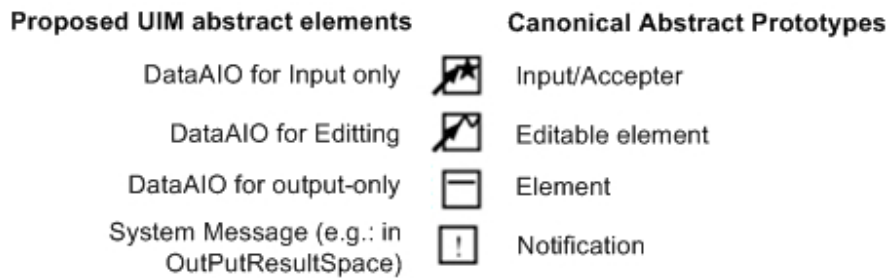 Proposed UIM abstract elements Canonical Abstract Prototypes
DataAIO for Input only Input/Accepter
DataAIO for Editting Editable element
DataAIO for output-only Element
System Message (e.g.: in
OutPutResultSpace) ! Notification